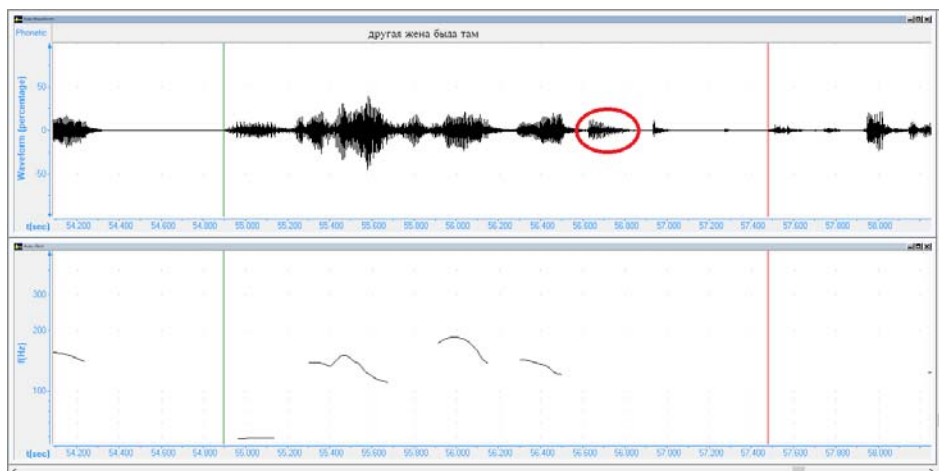 Phonetic другая жена быда там
Waveform (percentage)
50
0
-50
t(sec) 54.200 54.400 54.600 54.800 55.000 55.200 55.400 55.600 55.800 56.000 56.200 56.400 56.600 56.800 57.000 57.200 57.400 57.600 57.800 58.000
f(Hz)
300
200
100
t(sec) 54.200 54.400 54.600 54.800 55.000 55.200 55.400 55.600 55.800 56.000 56.200 56.400 56.600 56.800 57.000 57.200 57.400 57.600 57.800 58.000